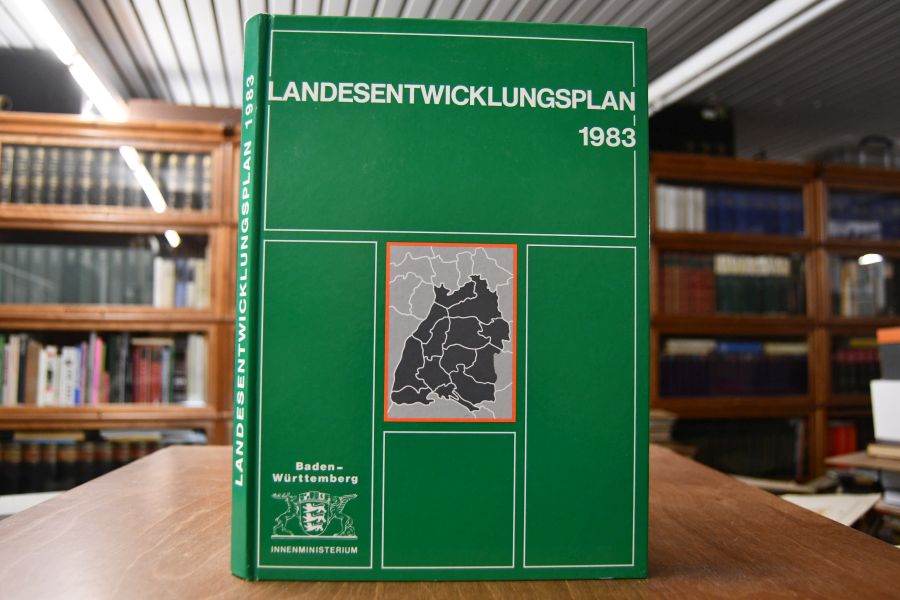 LANDESENTWICKLUNGSPLAN 1983
LANDESENTWICKLUNGSPLAN
1983
Baden-
Württemberg
INNENMINISTERIUM